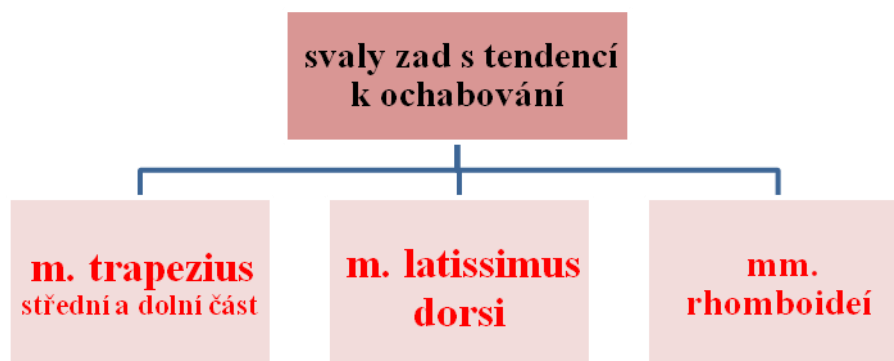 svaly zad s tendencí
k ochabování
m. trapezius
střední a dolní část
m. latissimus
dorsi
mm.
rhomboideí